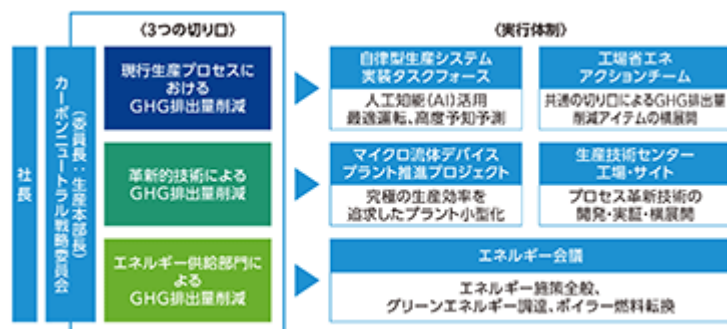 〈3つの切り口〉
〈実行体制〉
社長
カーボンニュートラル戦略委員会
(委員長:生産本部長)
現行生産プロセスに
おける
GHG排出量削減
自律型生産システム
実装タスクフォース
人工知能(AI)活用
最適運転、高度予知予測
工場省エネ
アクションチーム
共通の切り口によるGHG排出量
削減アイテムの横展開
革新的技術による
GHG排出量削減
マイクロ流体デバイス
プラント推進プロジェクト
究極の生産効率を
追求したプラント小型化
生産技術センター
工場・サイト
プロセス革新技術の
開発・実証・横展開
エネルギー供給部門に
よる
GHG排出量削減
エネルギー会議
エネルギー施策全般、
グリーンエネルギー調達、ボイラー燃料転換